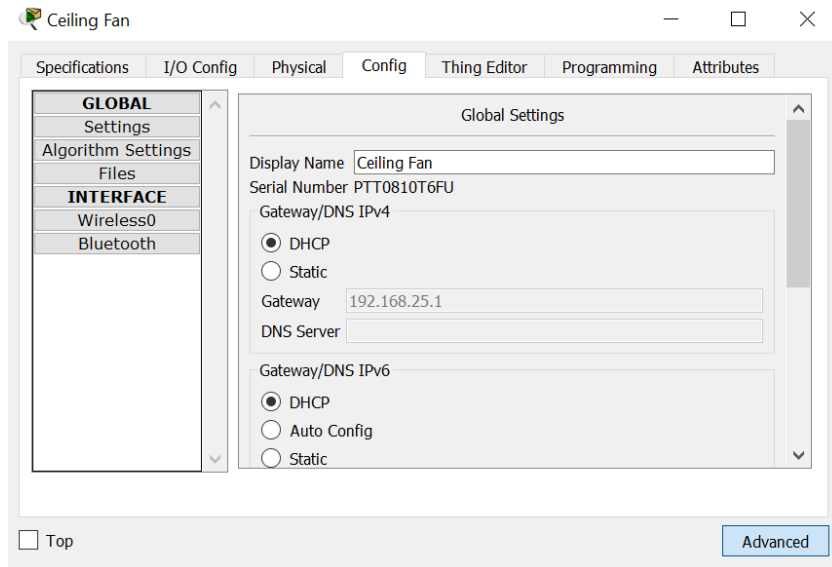 Ceiling Fan
Specifications I/O Config Physical Config Thing Editor Programming Attributes
GLOBAL
Settings
Algorithm Settings
Files
INTERFACE
Wireless0
Bluetooth
Global Settings
Display Name Ceiling Fan
Serial Number PTT0810T6FU
Gateway/DNS IPv4
DHCP
Static
Gateway 192.168.25.1
DNS Server
Gateway/DNS IPv6
DHCP
Auto Config
Static
Top
Advanced